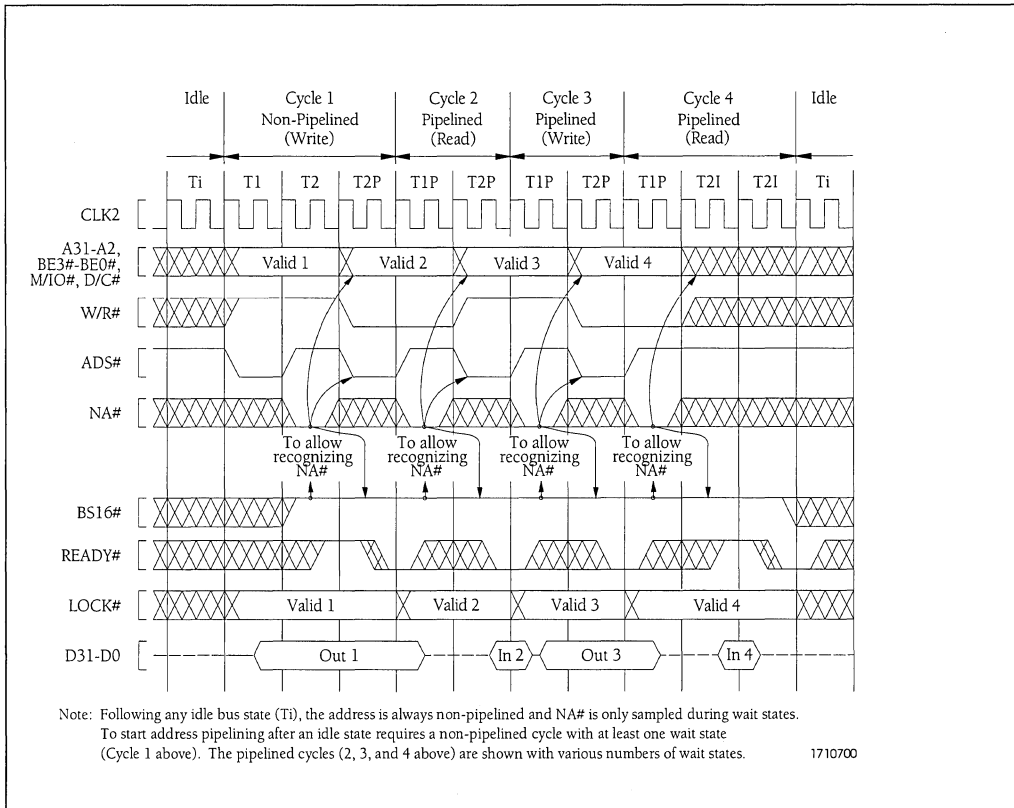 Idle Cycle 1 Cycle 2 Cycle 3 Cycle 4 Idle
Non-Pipelined Pipelined Pipelined Pipelined
(Write) (Read) (Write) (Read)
Ti T1 T2 T2P T1P T2P T1P T2P T1P T2I T2I Ti
CLK2
A31-A2,
BE3#-BE0#,
M/IO#, D/C#
Valid 1 Valid 2 Valid 3 Valid 4
W/R#
ADS#
NA#
To allow To allow To allow To allow
recognizing recognizing recognizing recognizing
NA# NA# NA# NA#
BS16#
READY#
LOCK# Valid 1 Valid 2 Valid 3 Valid 4
D31-D0 Out 1 In 2 Out 3 In 4
Note: Following any idle bus state (Ti), the address is always non-pipelined and NA# is only sampled during wait states.
To start address pipelining after an idle state requires a non-pipelined cycle with at least one wait state
(Cycle 1 above). The pipelined cycles (2, 3, and 4 above) are shown with various numbers of wait states. 1710700